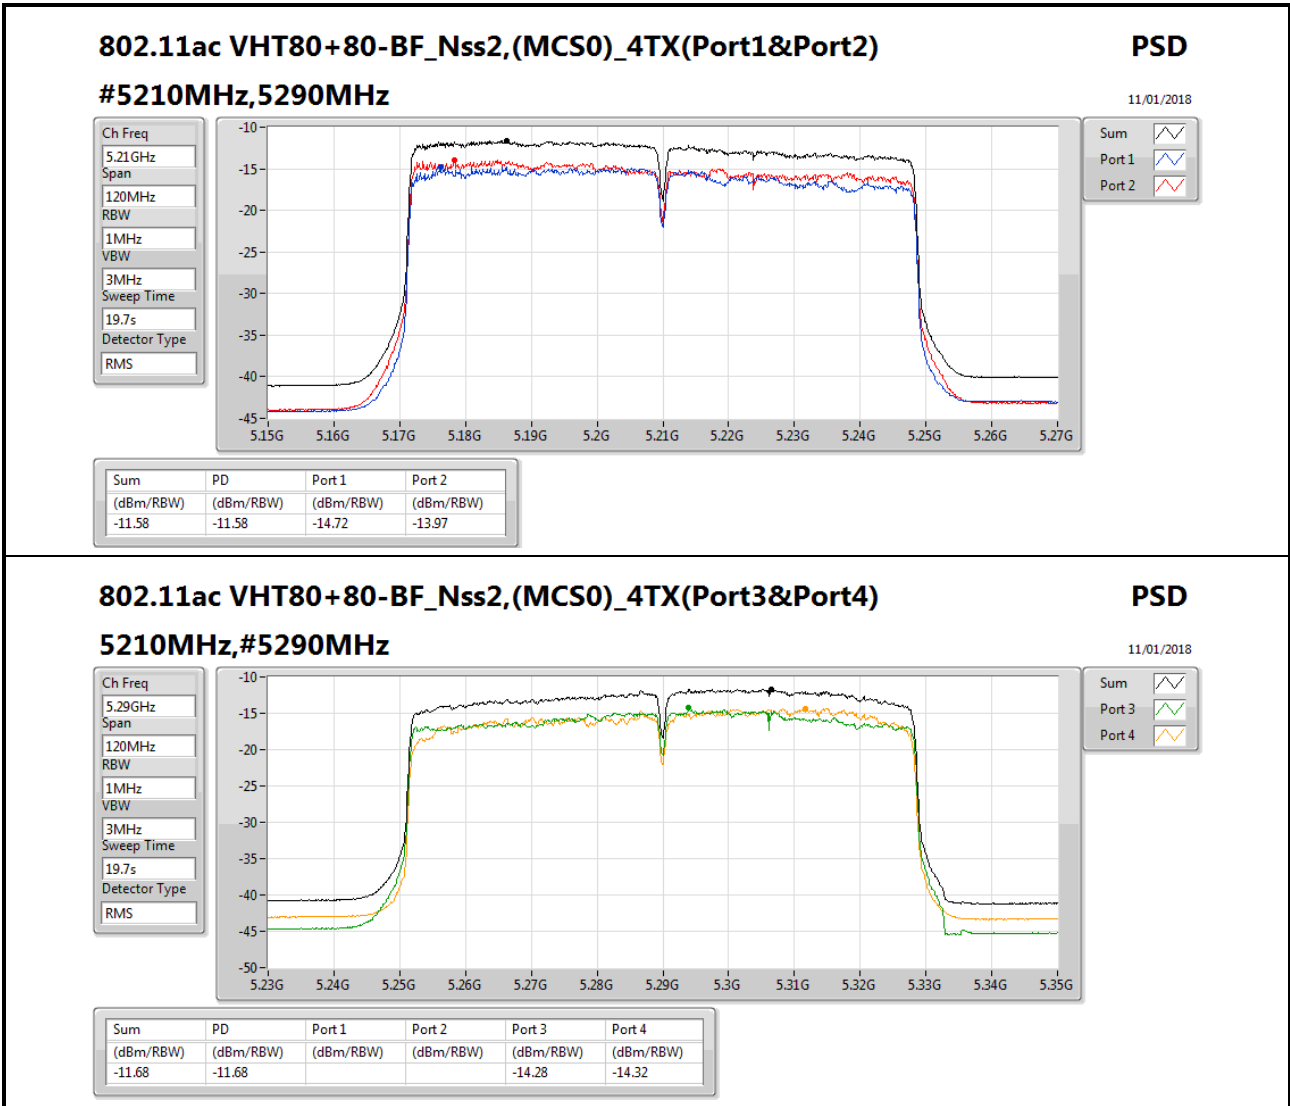 802.11ac VHT80+80-BF_Nss2,(MCS0)_4TX(Port1&Port2) PSD
#5210MHz,5290MHz 11/01/2018
Ch Freq
5.21GHz
Span
120MHz
RBW
1MHz
VBW
3MHz
Sweep Time
19.7s
Detector Type
RMS
-10
-15
-20
-25
-30
-35
-40
-45
5.15G 5.16G 5.17G 5.18G 5.19G 5.2G 5.21G 5.22G 5.23G 5.24G 5.25G 5.26G 5.27G
Sum
Port 1
Port 2
Sum PD Port 1 Port 2
(dBm/RBW) (dBm/RBW) (dBm/RBW) (dBm/RBW)
-11.58 -11.58 -14.72 -13.97
802.11ac VHT80+80-BF_Nss2,(MCS0)_4TX(Port3&Port4) PSD
5210MHz,#5290MHz 11/01/2018
Ch Freq
5.29GHz
Span
120MHz
RBW
1MHz
VBW
3MHz
Sweep Time
19.7s
Detector Type
RMS
-10
-15
-20
-25
-30
-35
-40
-45
-50
5.23G 5.24G 5.25G 5.26G 5.27G 5.28G 5.29G 5.3G 5.31G 5.32G 5.33G 5.34G 5.35G
Sum
Port 3
Port 4
Sum PD Port 1 Port 2 Port 3 Port 4
(dBm/RBW) (dBm/RBW) (dBm/RBW) (dBm/RBW) (dBm/RBW) (dBm/RBW)
-11.68 -11.68 -14.28 -14.32